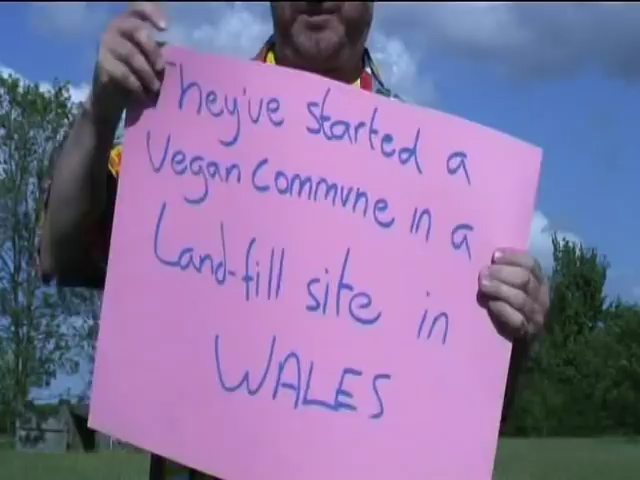 They've started a
Vegan Commune in a
Land-fill site in
WALES